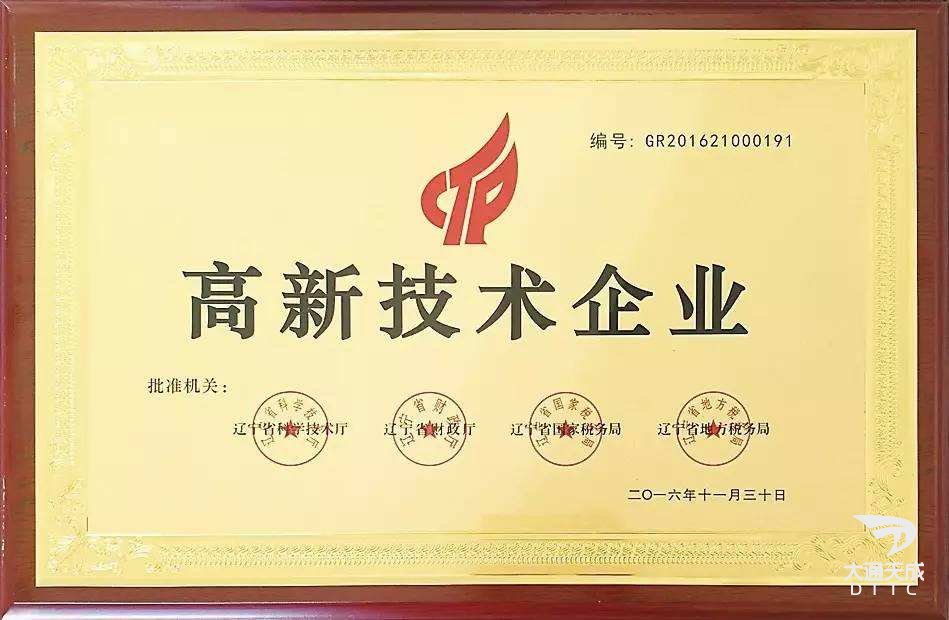 编号: GR201621000191
CTP
高新技术企业
批准机关:
辽宁省科学技术厅 辽宁省财政厅 辽宁省国家税务局 辽宁省地方税务局
二〇一六年十一月三十日
大通天成
DTTC